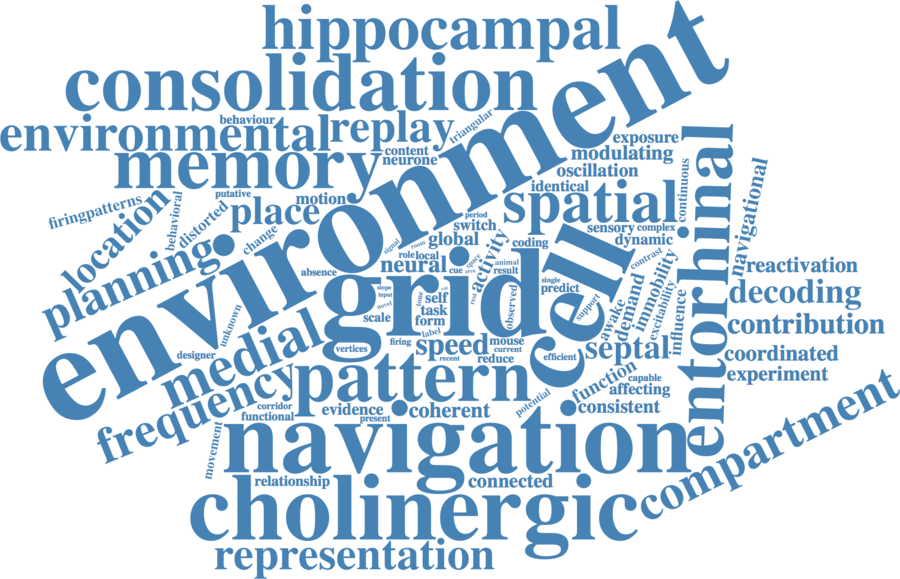 hippocampal
consolidation
environment
behaviour
environmental
replay
triangular
memory
content
neurone
exposure
modulating
oscillation
identical
continuous
entorhinal
navigational
putative
motion
firingpatterns
location
behavioral
distorted
place
change
spatial
period
switch
sensory
complex
signal
room
global
coding
dynamic
planning
role
local
activity
cell
contrast
absence
neural
cue
space
area
animal
result
immobility
reactivation
grid
slope
input
self
single
predict
demand
excitability
decoding
novel
task
observed
support
awake
influence
unknown
scale
form
contribution
medial
label
firing
speed
mouse
current
septal
designer
vertices
recent
reduce
efficient
coordinated
frequency
pattern
function
capable
affecting
experiment
corridor
functional
evidence
present
coherent
potential
consistent
compartment
movement
navigation
relationship
connected
cholinergic
representation